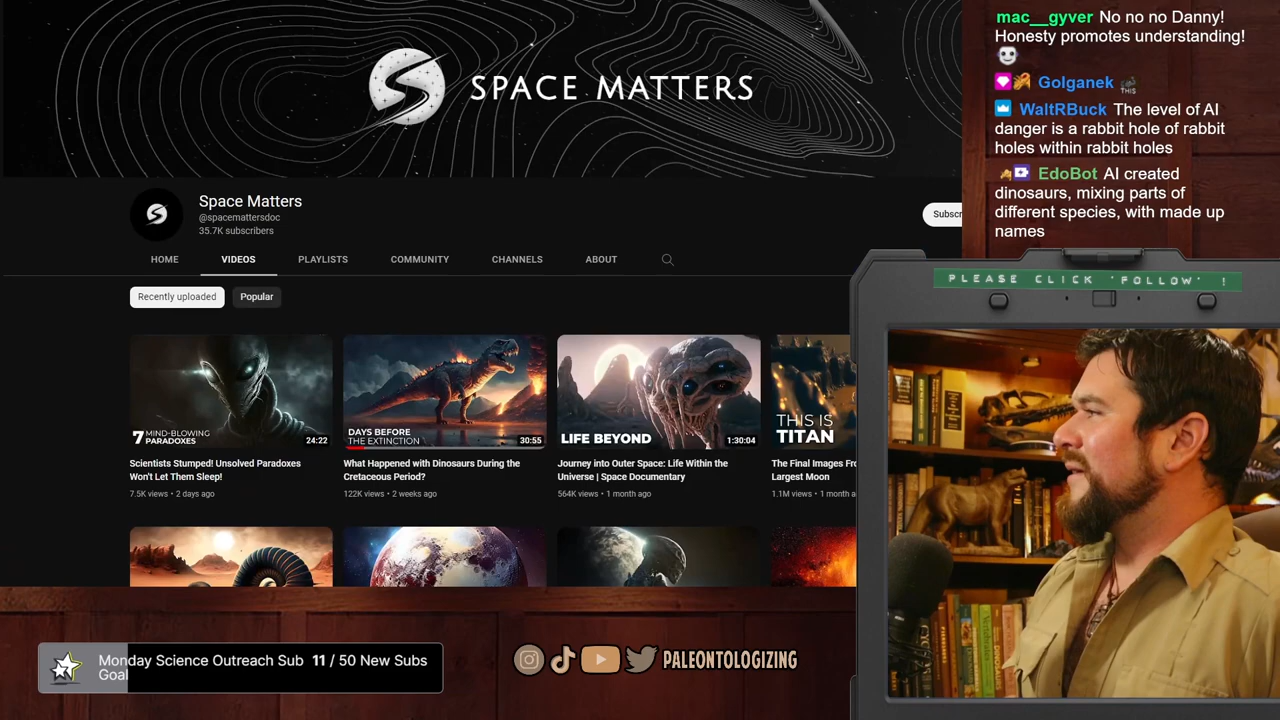 SPACE MATTERS
Space Matters
@spacemattersdoc
35.7K subscribers
HOME
VIDEOS
PLAYLISTS
COMMUNITY
CHANNELS
ABOUT
Recently uploaded
Popular
7 MIND-BLOWING
PARADOXES
24:22
Scientists Stumped! Unsolved Paradoxes
Won't Let Them Sleep!
7.5K views • 2 days ago
DAYS BEFORE
THE EXTINCTION
30:55
What Happened with Dinosaurs During the
Cretaceous Period?
122K views • 2 weeks ago
LIFE BEYOND
1:30:04
Journey into Outer Space: Life Within the
Universe | Space Documentary
564K views • 1 month ago
THIS IS
TITAN
The Final Images
Largest Moon
1.1M views • 1 month
mac__gyver No no no Danny!
Honesty promotes understanding!
Golganek THIS
WaltRBuck The level of AI
danger is a rabbit hole of rabbit
holes within rabbit holes
EdoBot AI created
dinosaurs, mixing parts of
different species, with made up
names
PLEASE CLICK 'FOLLOW' !
Monday Science Outreach Sub 11 / 50 New Subs
Goal
PALEONTOLOGIZING